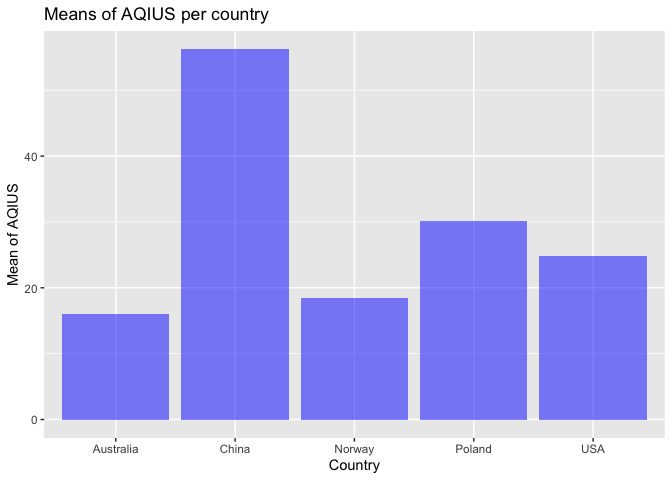 Means of AQIUS per country
Mean of AQIUS
40
20
0
Australia China Norway Poland USA
Country